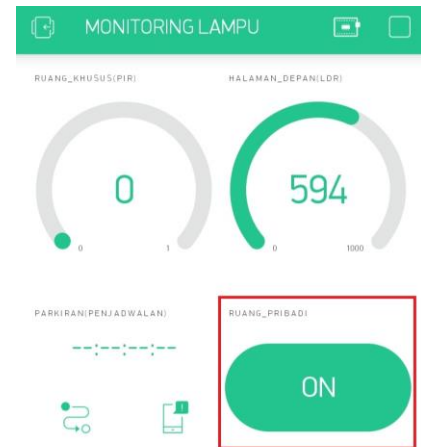 MONITORING LAMPU
RUANG_KHUSUS(PIR)
HALAMAN_DEPAN(LDR)
0
594
0
1
0
1000
PARKIRAN(PENJADWALAN)
RUANG_PRIBADI
--:--:--:--
ON